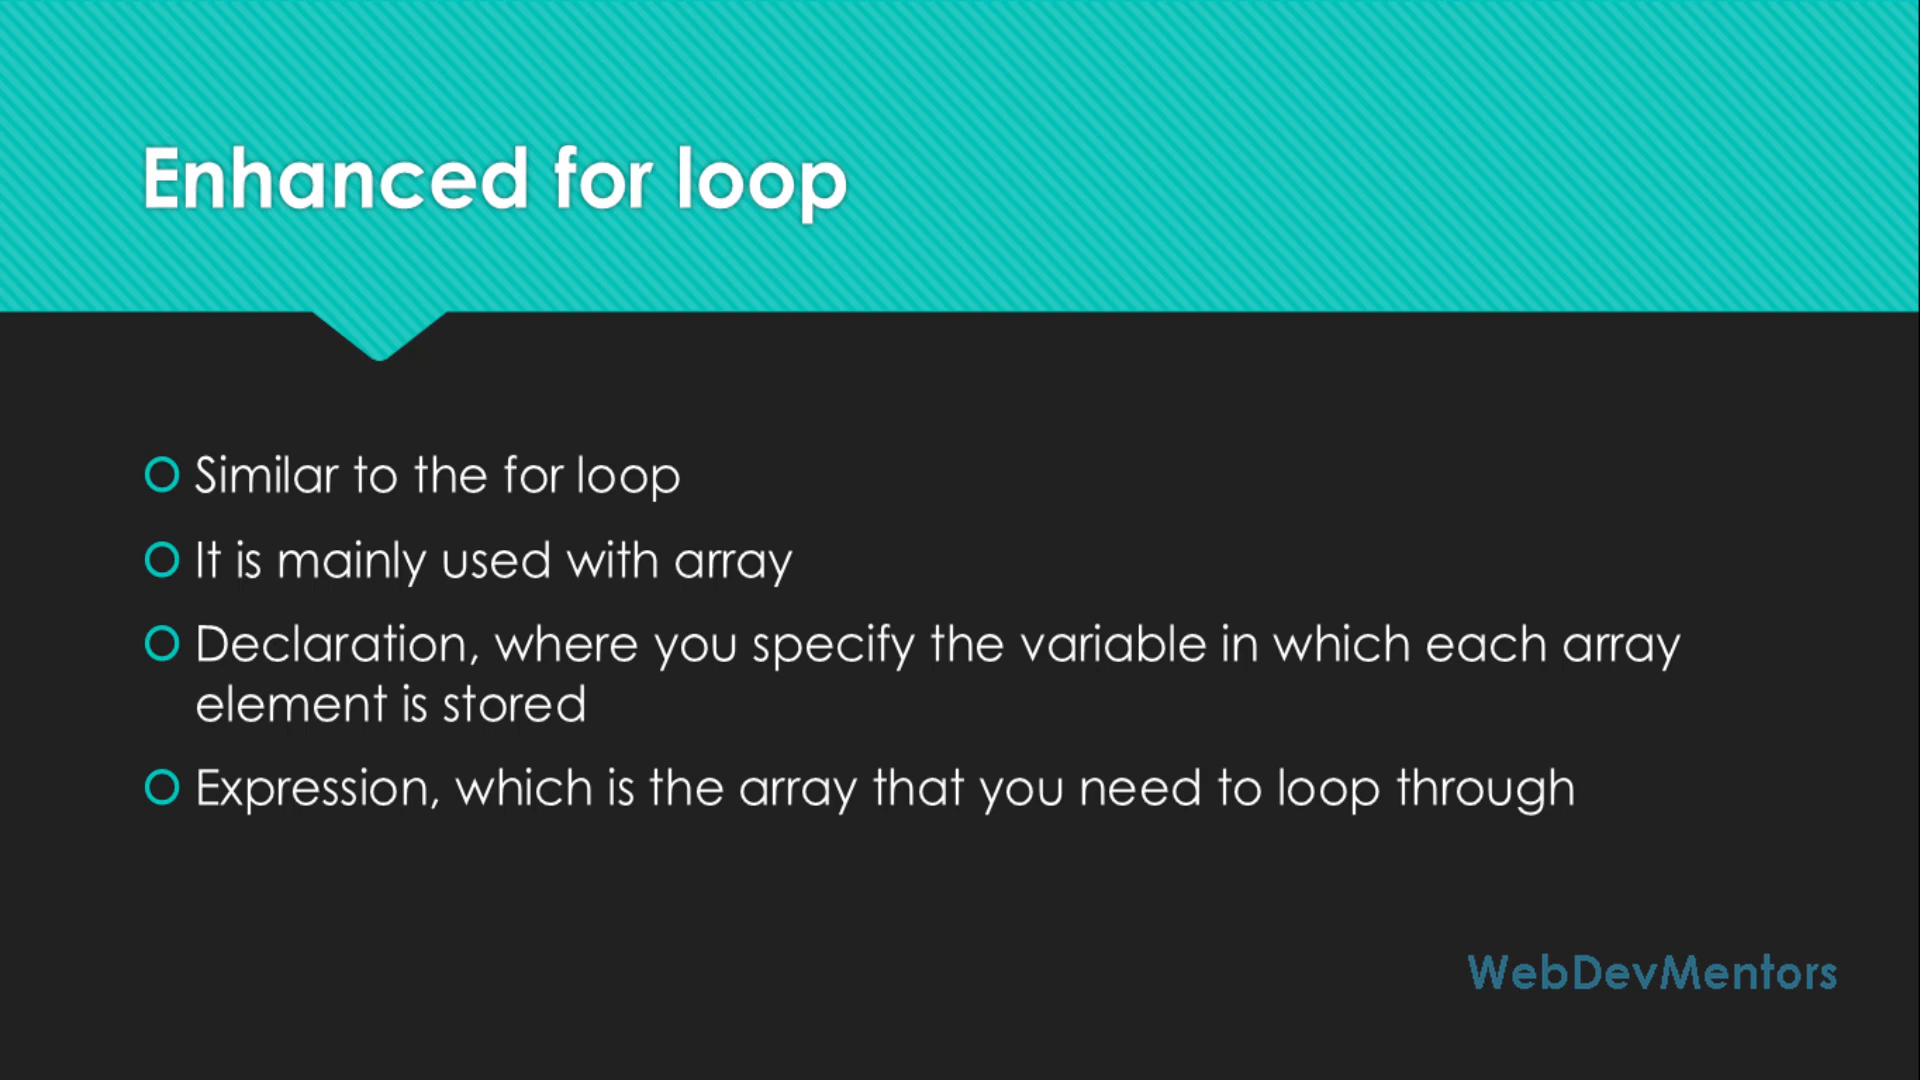 Enhanced for loop
Similar to the for loop
It is mainly used with array
Declaration, where you specify the variable in which each array
element is stored
Expression, which is the array that you need to loop through
WebDevMentors